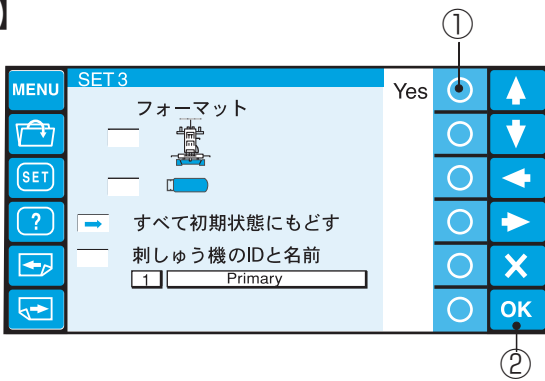 】
①
MENU
SET 3
Yes
フォーマット
SET
?
すべて初期状態にもどす
刺しゅう機のIDと名前
1 Primary
OK
②